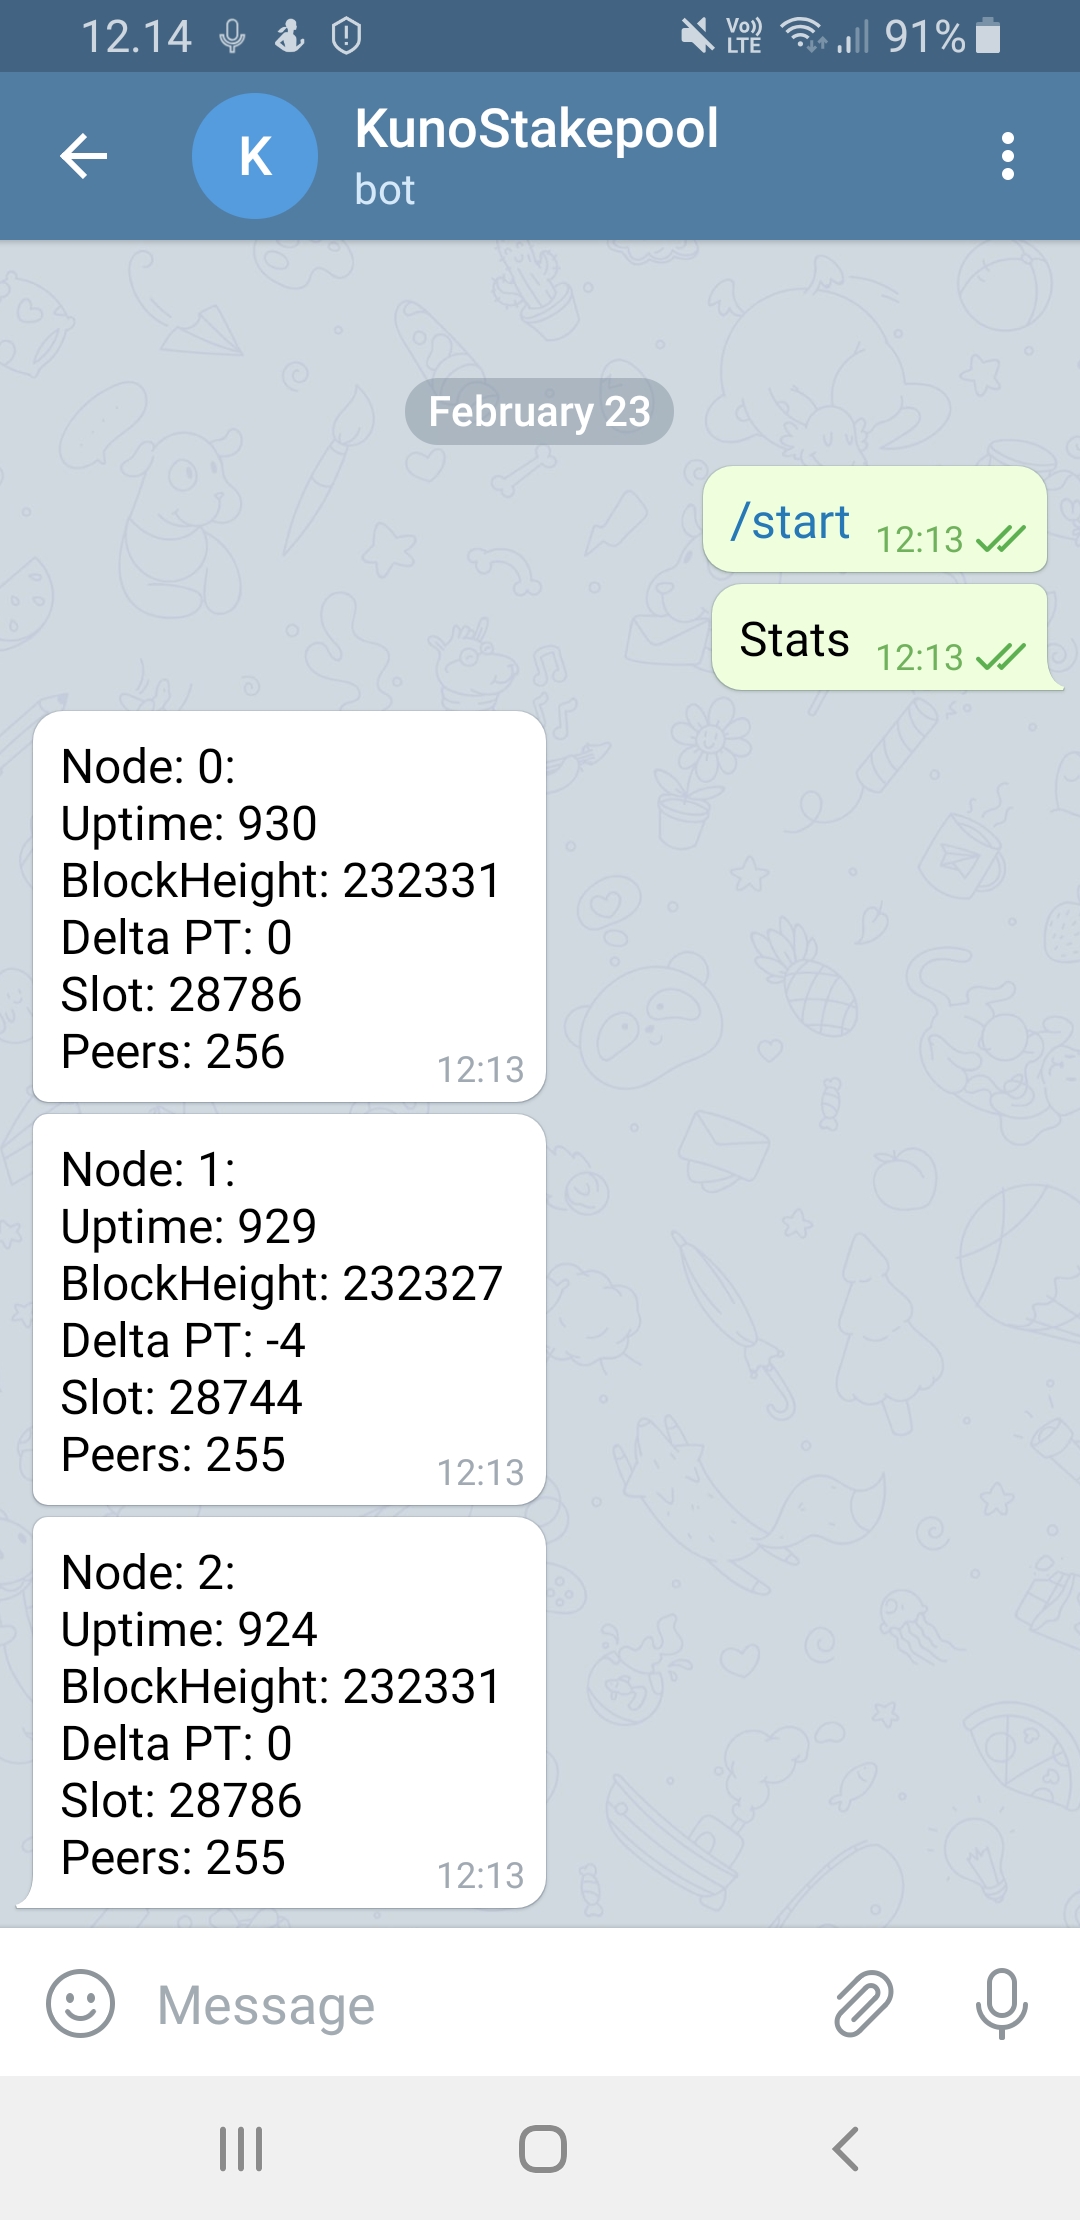 12.14
Vo)) LTE 91%
K
KunoStakepool
bot
February 23
/start 12:13
Stats 12:13
Node: 0:
Uptime: 930
BlockHeight: 232331
Delta PT: 0
Slot: 28786
Peers: 256
12:13
Node: 1:
Uptime: 929
BlockHeight: 232327
Delta PT: -4
Slot: 28744
Peers: 255
12:13
Node: 2:
Uptime: 924
BlockHeight: 232331
Delta PT: 0
Slot: 28786
Peers: 255
12:13
Message